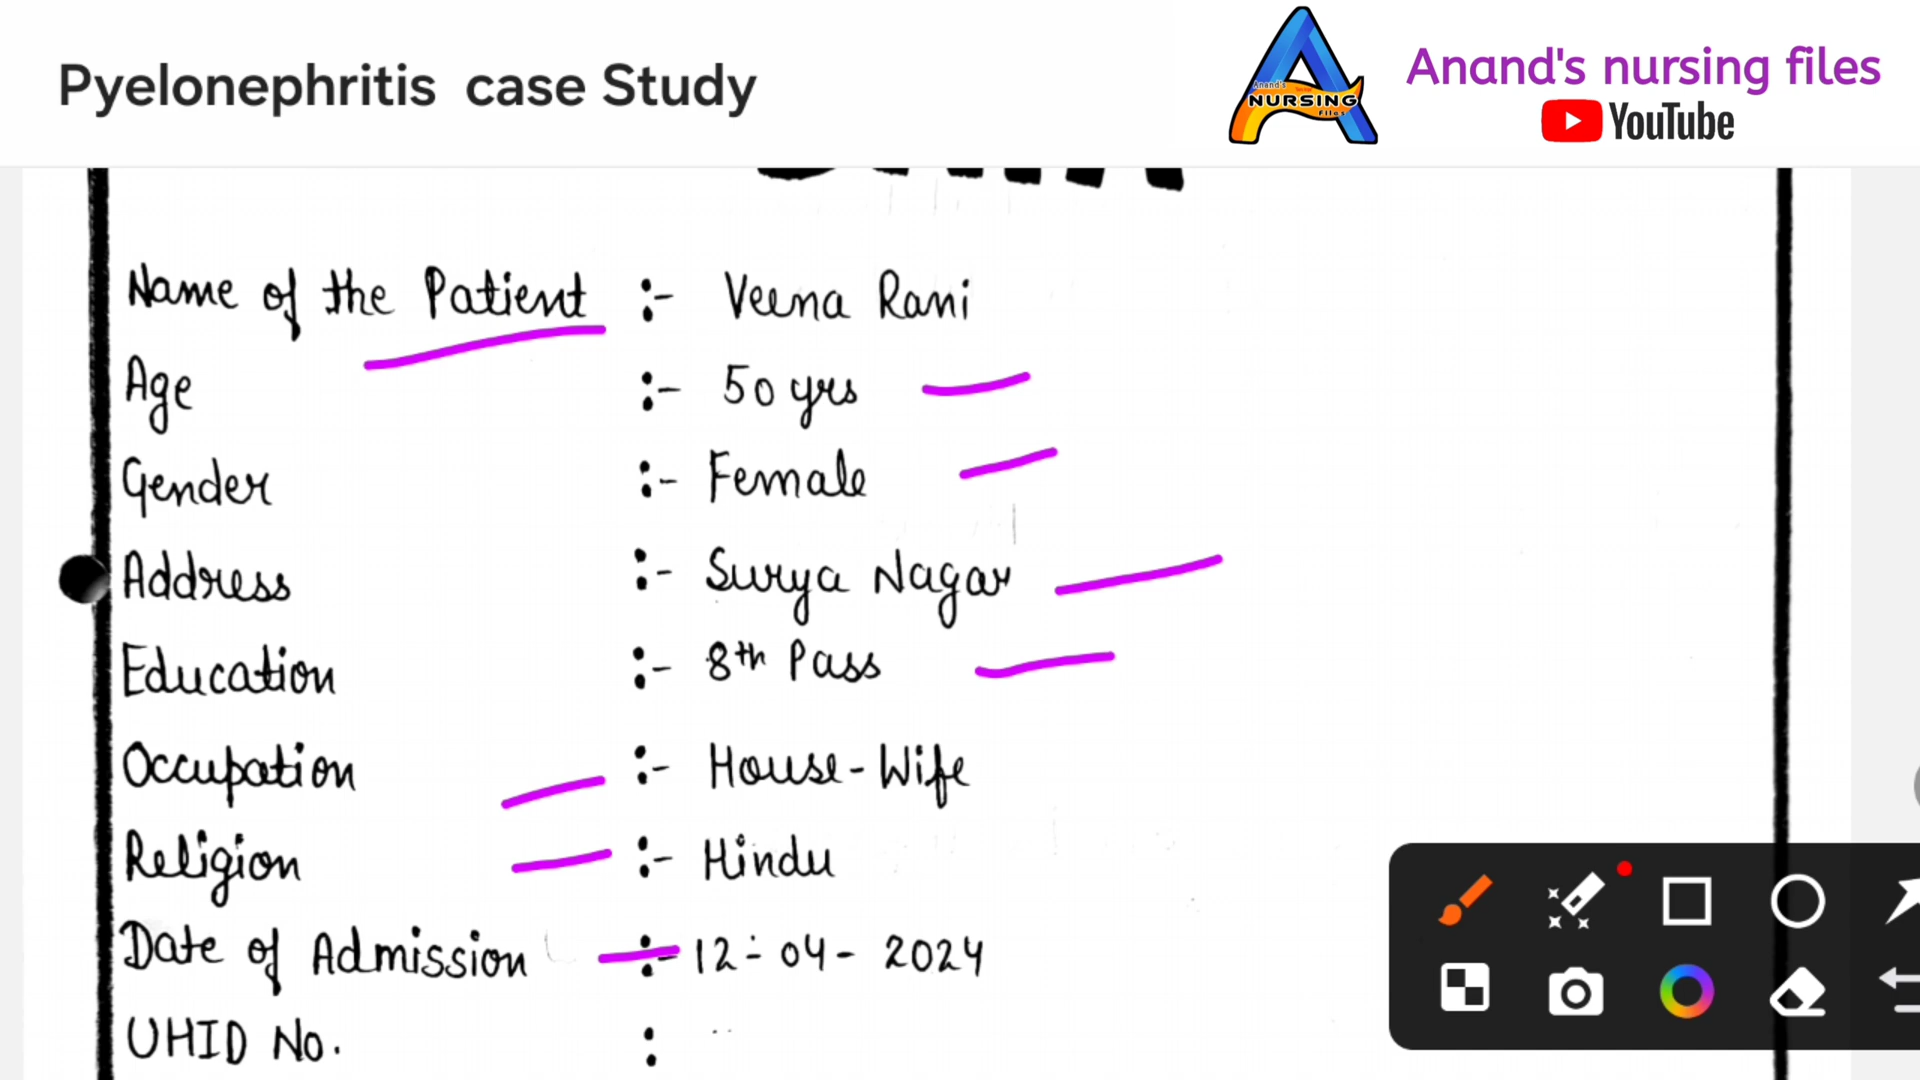 Pyelonephritis case Study
Anand's
NURSING
Files
Anand's nursing files
YouTube
Name of the Patient :- Veena Rani
Age :- 50 yrs
Gender :- Female
Address :- Surya Nagar
Education :- 8th Pass
Occupation :- House-Wife
Religion :- Hindu
Date of Admission :- 12-04-2024
UHID No. :